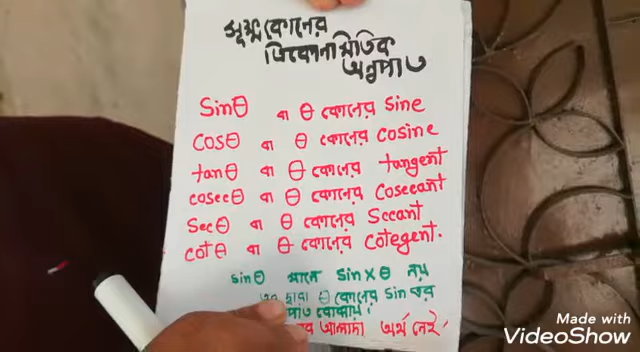 সূক্ষ্মকোনের
ত্রিকোনামিতিক
অনুপাত
Sinθ বা θ কোনের Sine
Cosθ বা θ কোনের Cosine
tanθ বা θ কোনের tangent
cosecθ বা θ কোনের Cosecant
Secθ বা θ কোনের Secant
cotθ বা θ কোনের Cotegent.
Sinθ মানে Sin×θ নয়
দ্বারা θ কোনের Sin এর
বোঝায়।
আলাদা অর্থ নেই।
Made with
VideoShow